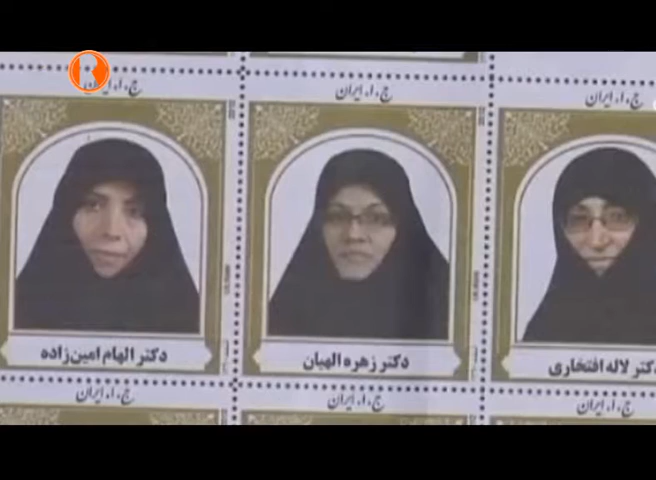 ج.ا.ایران
ج.ا.ایران
ج.ا.ایران
دکتر الهام امین‌زاده
دکتر زهره الهیان
دکتر لاله افتخاری
ج.ا.ایران
ج.ا.ایران
ج.ا.ایران